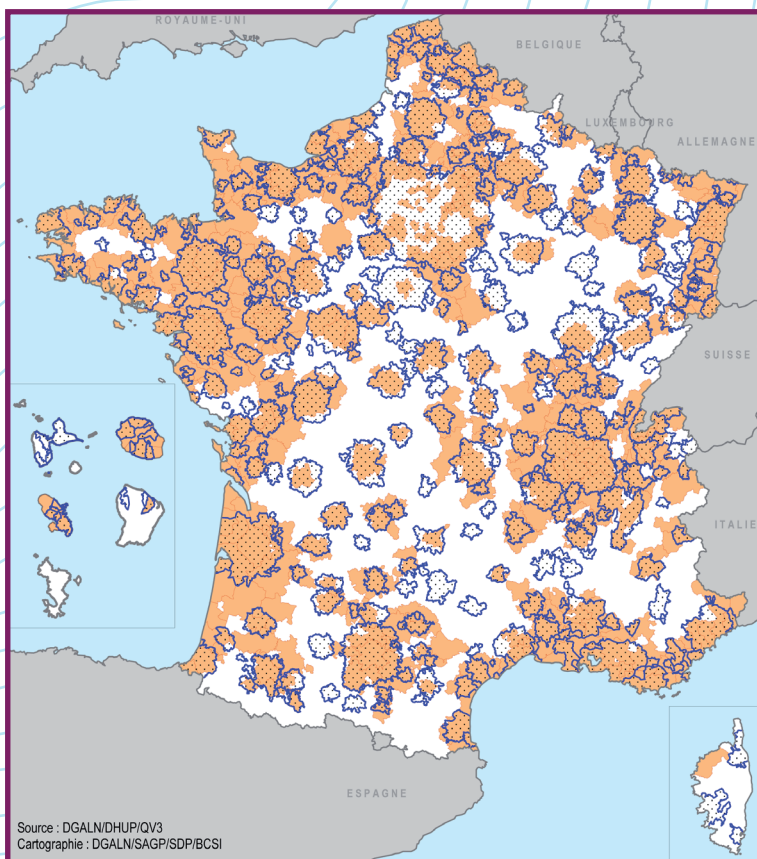 ROYAUME-UNI
BELGIQUE
LUXEMBOURG
ALLEMAGNE
SUISSE
ITALIE
ESPAGNE
Source : DGALN/DHUP/QV3
Cartographie : DGALN/SAGP/SDP/BCSI